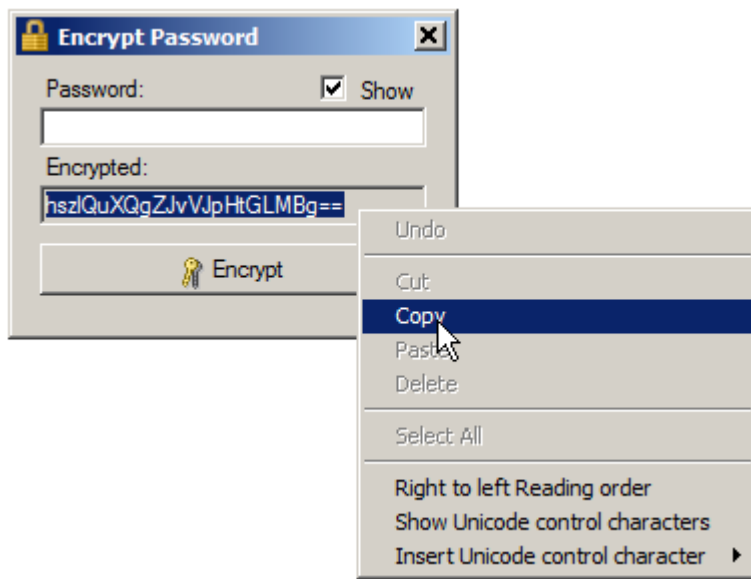 Encrypt Password
Password:
Show
Encrypted:
hszlQuXQgZJvVJpHtGLMBg==
Encrypt
Undo
Cut
Copy
Paste
Delete
Select All
Right to left Reading order
Show Unicode control characters
Insert Unicode control character